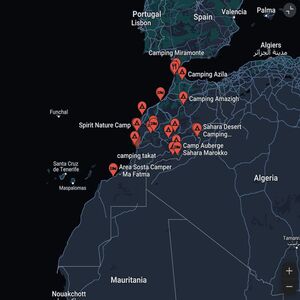 Portugal
Lisbon
Spain
Valencia
Palma
Camping Miramonte
Algiers
مدينة الجزائر
Camping Azila
Camping Amazigh
Funchal
Spirit Nature Camp
Sahara Desert
Camping...
camping takat
Camp Auberge
Sahara Marokko
Santa Cruz
de Tenerife
Area Sosta Camper
- Ma Fatma
Maspalomas
Algeria
Tamanr
Mauritania
Nouakchott